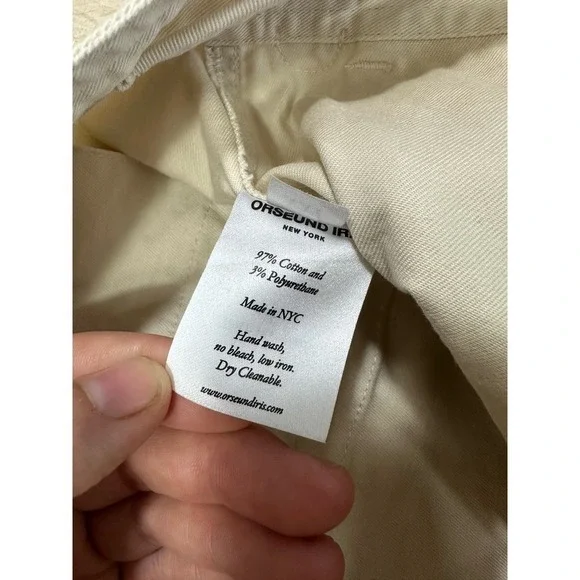 ORSEUND IRI
NEW YORK
97% Cotton and
3% Polyurethane
Made in NYC
Hand wash,
no bleach, low iron.
Dry Cleanable.
www.orseundiris.com